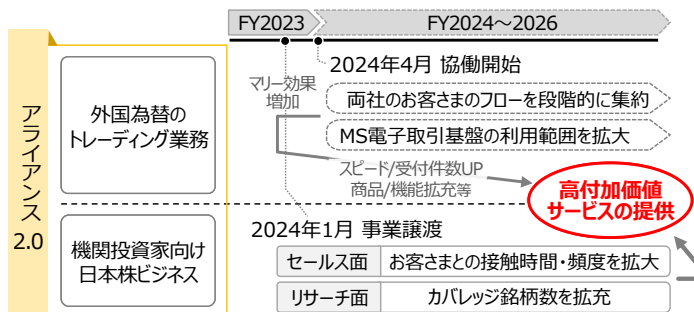 FY2023
FY2024～2026
アライアンス
2.0
外国為替の
トレーディング業務
2024年4月 協働開始
マリー効果
増加
両社のお客さまのフローを段階的に集約
MS電子取引基盤の利用範囲を拡大
スピード/受付件数UP
商品/機能拡充等
高付加価値
サービスの提供
機関投資家向け
日本株ビジネス
2024年1月 事業譲渡
セールス面 お客さまとの接触時間・頻度を拡大
リサーチ面 カバレッジ銘柄数を拡充